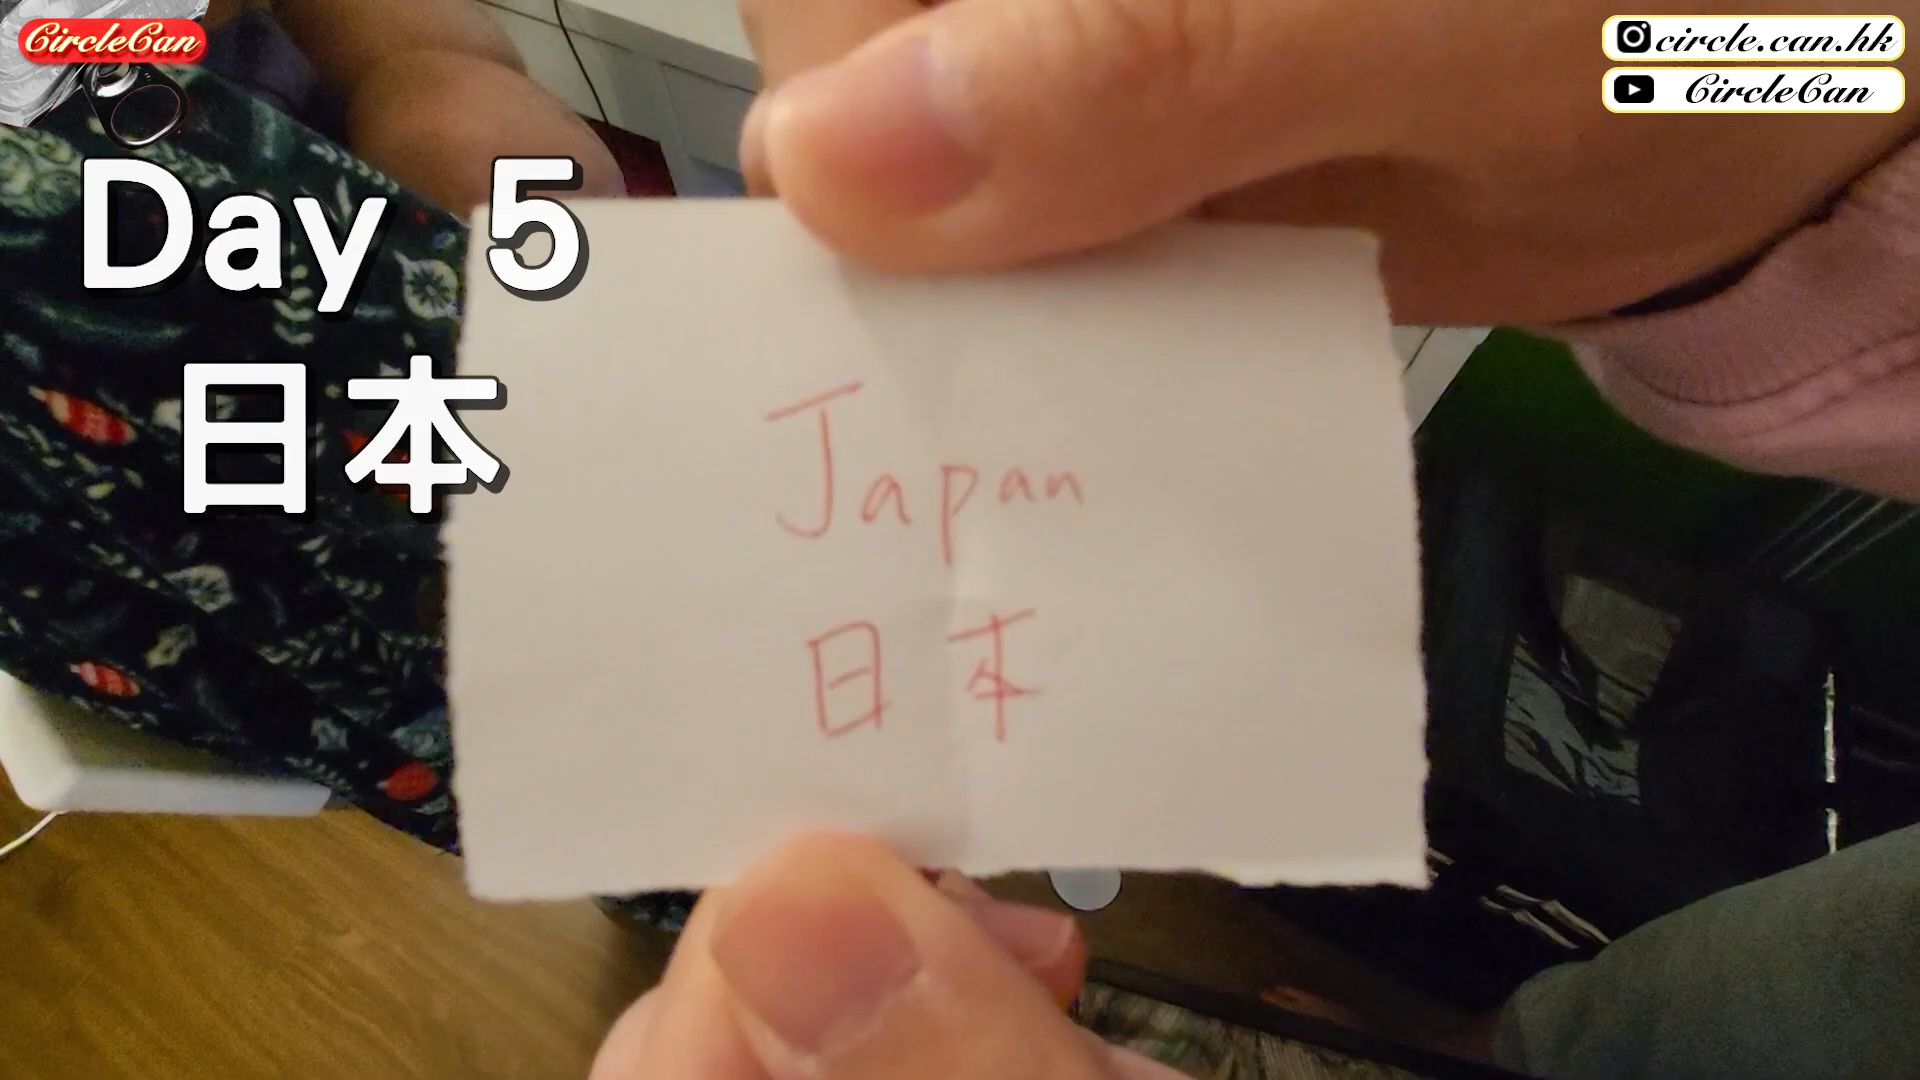 CircleCan
circle.can.hk
CircleCan
Day 5
日本
Japan
日本